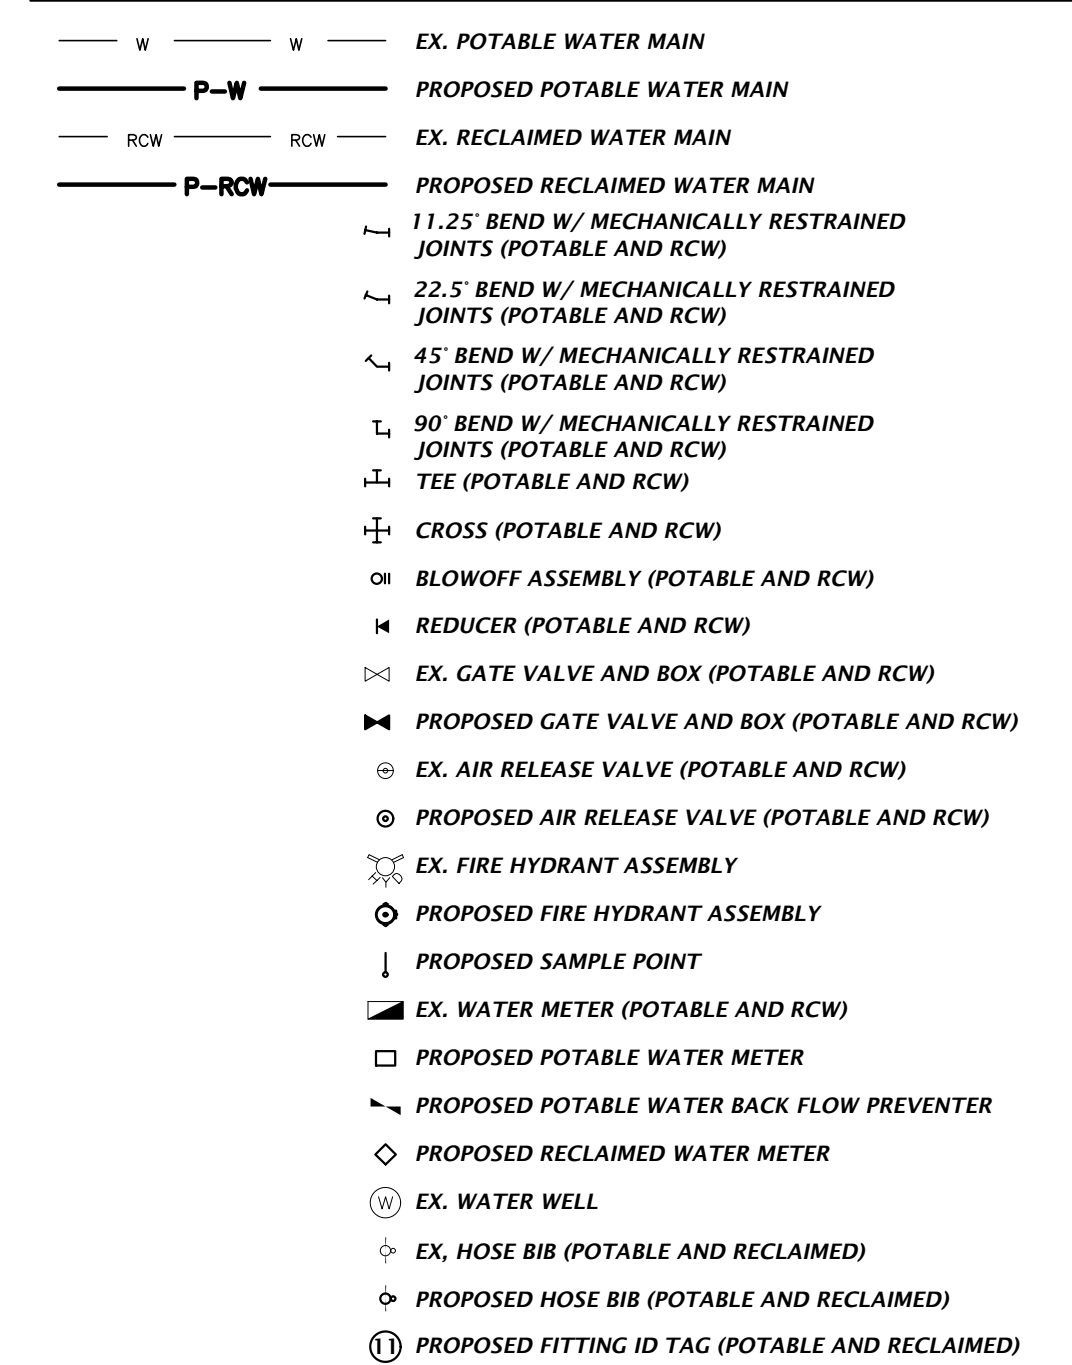 W W EX. POTABLE WATER MAIN
P-W PROPOSED POTABLE WATER MAIN
RCW RCW EX. RECLAIMED WATER MAIN
P-RCW PROPOSED RECLAIMED WATER MAIN
11.25° BEND W/ MECHANICALLY RESTRAINED
JOINTS (POTABLE AND RCW)
22.5° BEND W/ MECHANICALLY RESTRAINED
JOINTS (POTABLE AND RCW)
45° BEND W/ MECHANICALLY RESTRAINED
JOINTS (POTABLE AND RCW)
90° BEND W/ MECHANICALLY RESTRAINED
JOINTS (POTABLE AND RCW)
TEE (POTABLE AND RCW)
CROSS (POTABLE AND RCW)
BLOWOFF ASSEMBLY (POTABLE AND RCW)
REDUCER (POTABLE AND RCW)
EX. GATE VALVE AND BOX (POTABLE AND RCW)
PROPOSED GATE VALVE AND BOX (POTABLE AND RCW)
EX. AIR RELEASE VALVE (POTABLE AND RCW)
PROPOSED AIR RELEASE VALVE (POTABLE AND RCW)
HYD EX. FIRE HYDRANT ASSEMBLY
PROPOSED FIRE HYDRANT ASSEMBLY
PROPOSED SAMPLE POINT
EX. WATER METER (POTABLE AND RCW)
PROPOSED POTABLE WATER METER
PROPOSED POTABLE WATER BACK FLOW PREVENTER
PROPOSED RECLAIMED WATER METER
W EX. WATER WELL
EX, HOSE BIB (POTABLE AND RECLAIMED)
PROPOSED HOSE BIB (POTABLE AND RECLAIMED)
11 PROPOSED FITTING ID TAG (POTABLE AND RECLAIMED)